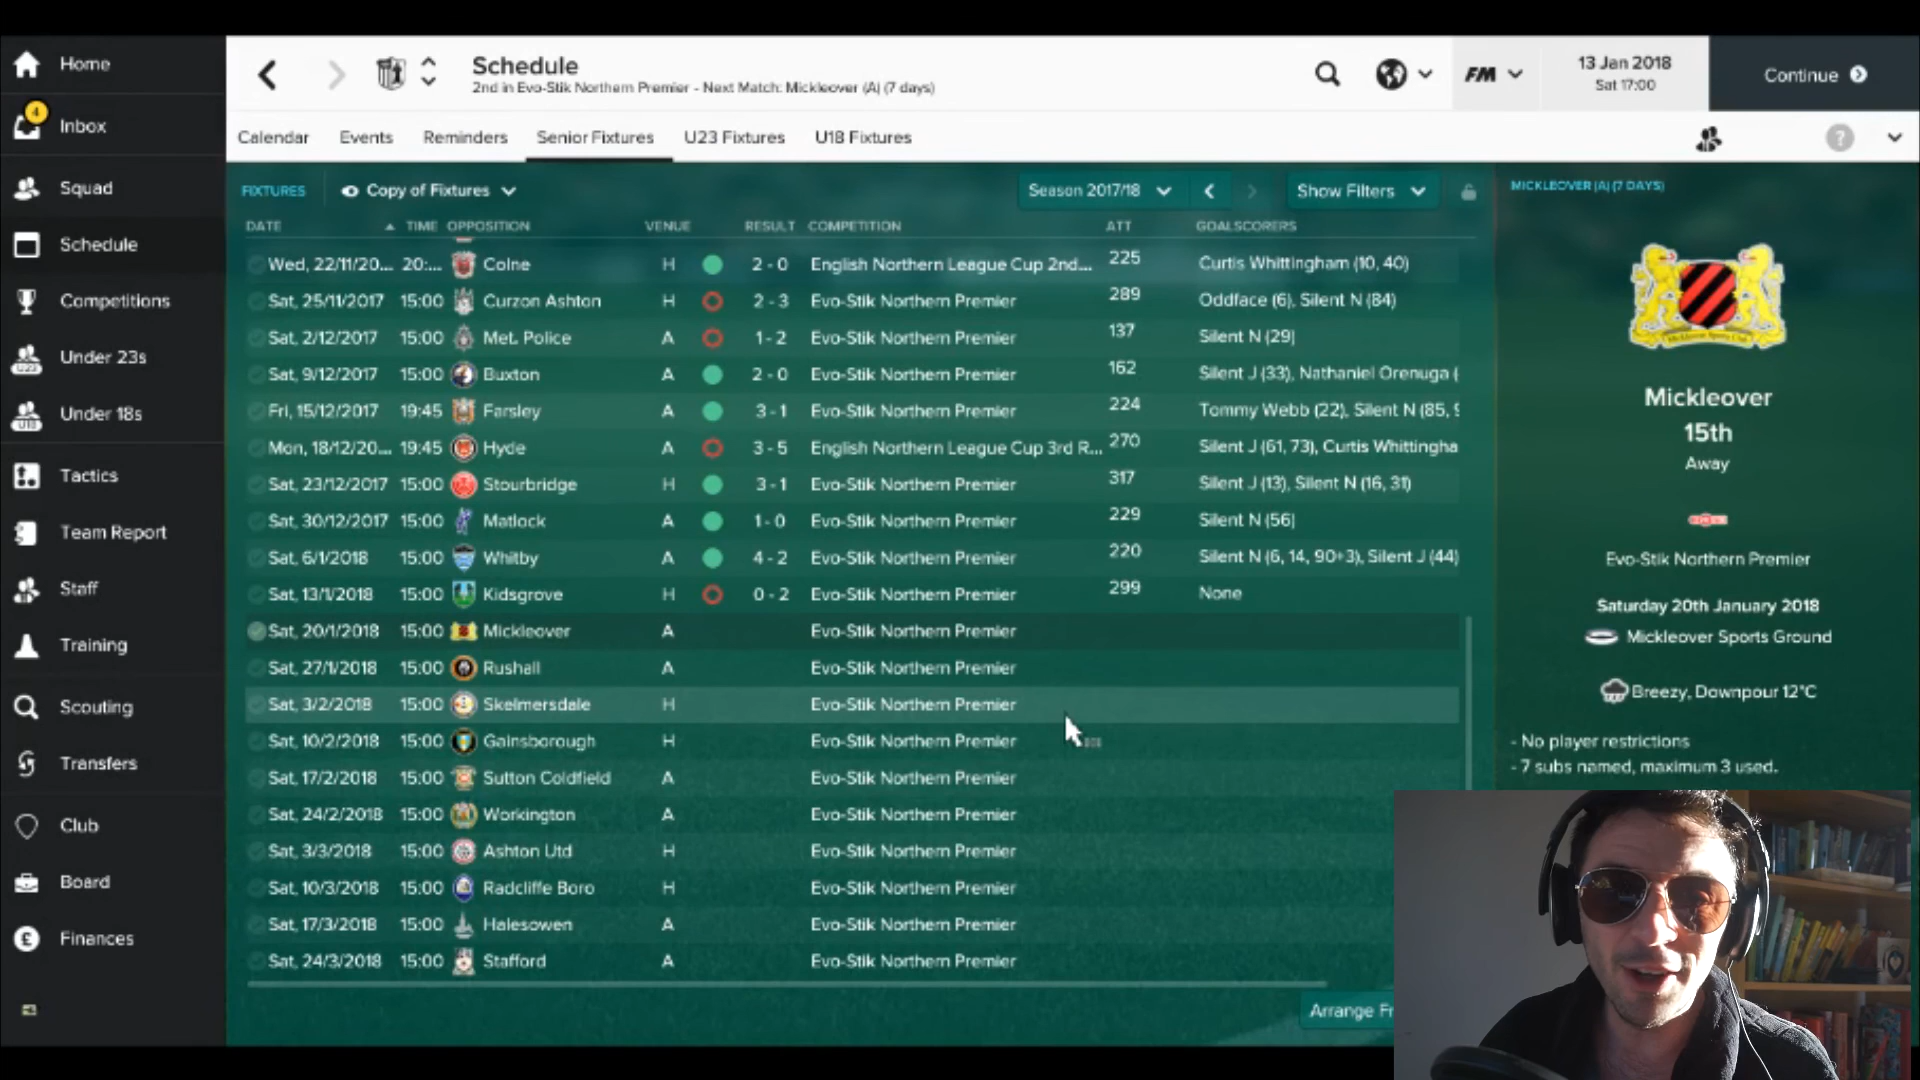 Home
4
Inbox
Squad
Schedule
Competitions
Under 23s
Under 18s
Tactics
Team Report
Staff
Training
Scouting
Transfers
Club
Board
Finances
Schedule
2nd in Evo-Stik Northern Premier - Next Match: Mickleover (A) (7 days)
FM
13 Jan 2018
Sat 17:00
Continue
Calendar Events Reminders Senior Fixtures U23 Fixtures U18 Fixtures
?
FIXTURES Copy of Fixtures Season 2017/18 Show Filters
DATE TIME OPPOSITION VENUE RESULT COMPETITION ATT GOALSCORERS
Wed, 22/11/20... 20:... Colne H 2 - 0 English Northern League Cup 2nd... 225 Curtis Whittingham (10, 40)
Sat, 25/11/2017 15:00 Curzon Ashton H 2 - 3 Evo-Stik Northern Premier 289 Oddface (6), Silent N (84)
Sat, 2/12/2017 15:00 Met. Police A 1 - 2 Evo-Stik Northern Premier 137 Silent N (29)
Sat, 9/12/2017 15:00 Buxton A 2 - 0 Evo-Stik Northern Premier 162 Silent J (33), Nathaniel Orenuga (
Fri, 15/12/2017 19:45 Farsley A 3 - 1 Evo-Stik Northern Premier 224 Tommy Webb (22), Silent N (85,
Mon, 18/12/20... 19:45 Hyde A 3 - 5 English Northern League Cup 3rd R... 270 Silent J (61, 73), Curtis Whittingha
Sat, 23/12/2017 15:00 Stourbridge H 3 - 1 Evo-Stik Northern Premier 317 Silent J (13), Silent N (16, 31)
Sat, 30/12/2017 15:00 Matlock A 1 - 0 Evo-Stik Northern Premier 229 Silent N (56)
Sat, 6/1/2018 15:00 Whitby A 4 - 2 Evo-Stik Northern Premier 220 Silent N (6, 14, 90+3), Silent J (44)
Sat, 13/1/2018 15:00 Kidsgrove H 0 - 2 Evo-Stik Northern Premier 299 None
Sat, 20/1/2018 15:00 Mickleover A Evo-Stik Northern Premier
Sat, 27/1/2018 15:00 Rushall A Evo-Stik Northern Premier
Sat, 3/2/2018 15:00 Skelmersdale H Evo-Stik Northern Premier
Sat, 10/2/2018 15:00 Gainsborough H Evo-Stik Northern Premier
Sat, 17/2/2018 15:00 Sutton Coldfield A Evo-Stik Northern Premier
Sat, 24/2/2018 15:00 Workington A Evo-Stik Northern Premier
Sat, 3/3/2018 15:00 Ashton Utd H Evo-Stik Northern Premier
Sat, 10/3/2018 15:00 Radcliffe Boro H Evo-Stik Northern Premier
Sat, 17/3/2018 15:00 Halesowen A Evo-Stik Northern Premier
Sat, 24/3/2018 15:00 Stafford A Evo-Stik Northern Premier
Arrange Fr
MICKLEOVER (A) (7 DAYS)
Mickleover
15th
Away
Evo-Stik Northern Premier
Saturday 20th January 2018
Mickleover Sports Ground
Breezy, Downpour 12°C
- No player restrictions
- 7 subs named, maximum 3 used.